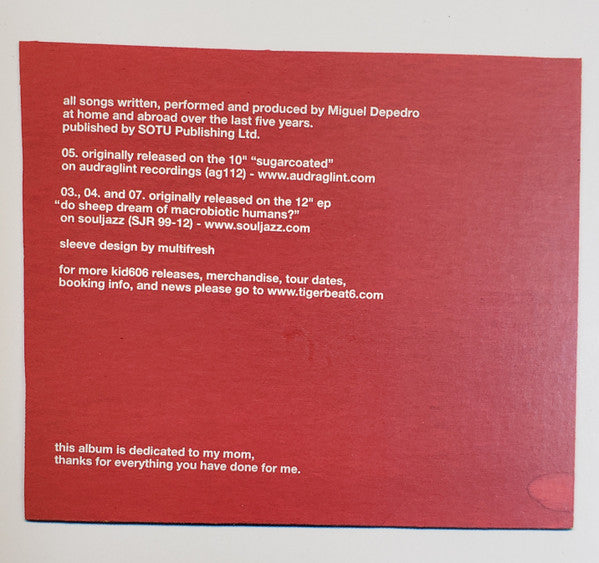 all songs written, performed and produced by Miguel Depedro
at home and abroad over the last five years.
published by SOTU Publishing Ltd.
05. originally released on the 10" "sugarcoated"
on audraglint recordings (ag112) - www.audraglint.com
03., 04. and 07. originally released on the 12" ep
"do sheep dream of macrobiotic humans?"
on souljazz (SJR 99-12) - www.souljazz.com
sleeve design by multifresh
for more kid606 releases, merchandise, tour dates,
booking info, and news please go to www.tigerbeat6.com
this album is dedicated to my mom,
thanks for everything you have done for me.